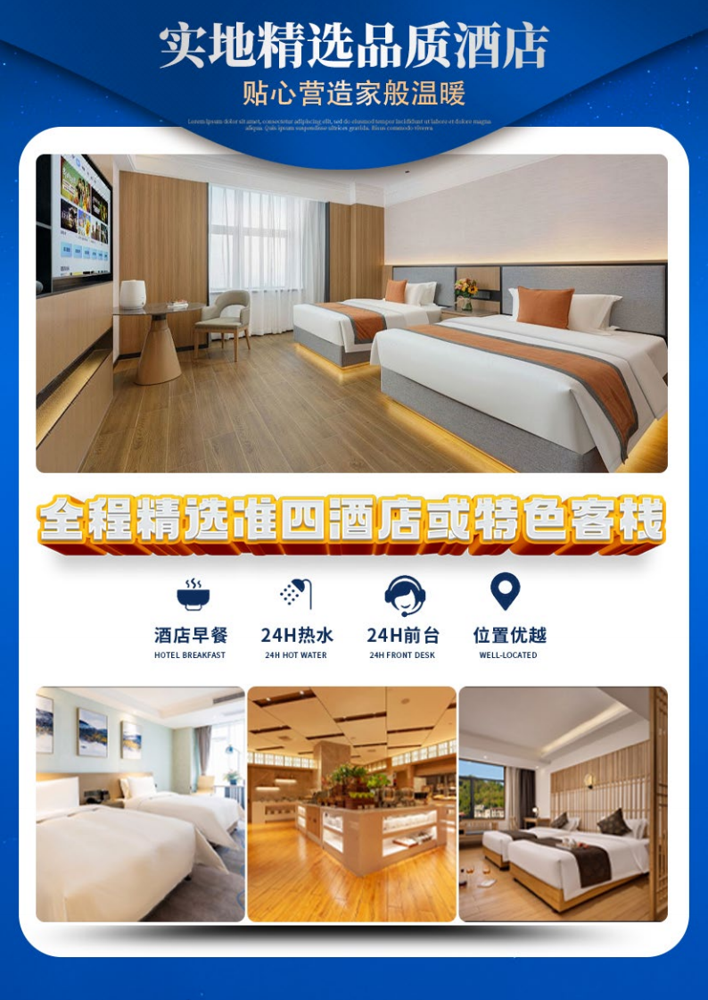 实地精选品质酒店
贴心营造家般温暖
Lorem ipsum dolor sit amet, consectetur adipiscing elit, sed do eiusmod tempor incididunt ut labore et dolore magna
aliqua. Quis ipsum suspendisse ultrices gravida. Risus commodo viverra
全程精选准四酒店或特色客栈
酒店早餐
HOTEL BREAKFAST
24H热水
24H HOT WATER
24H前台
24H FRONT DESK
位置优越
WELL-LOCATED